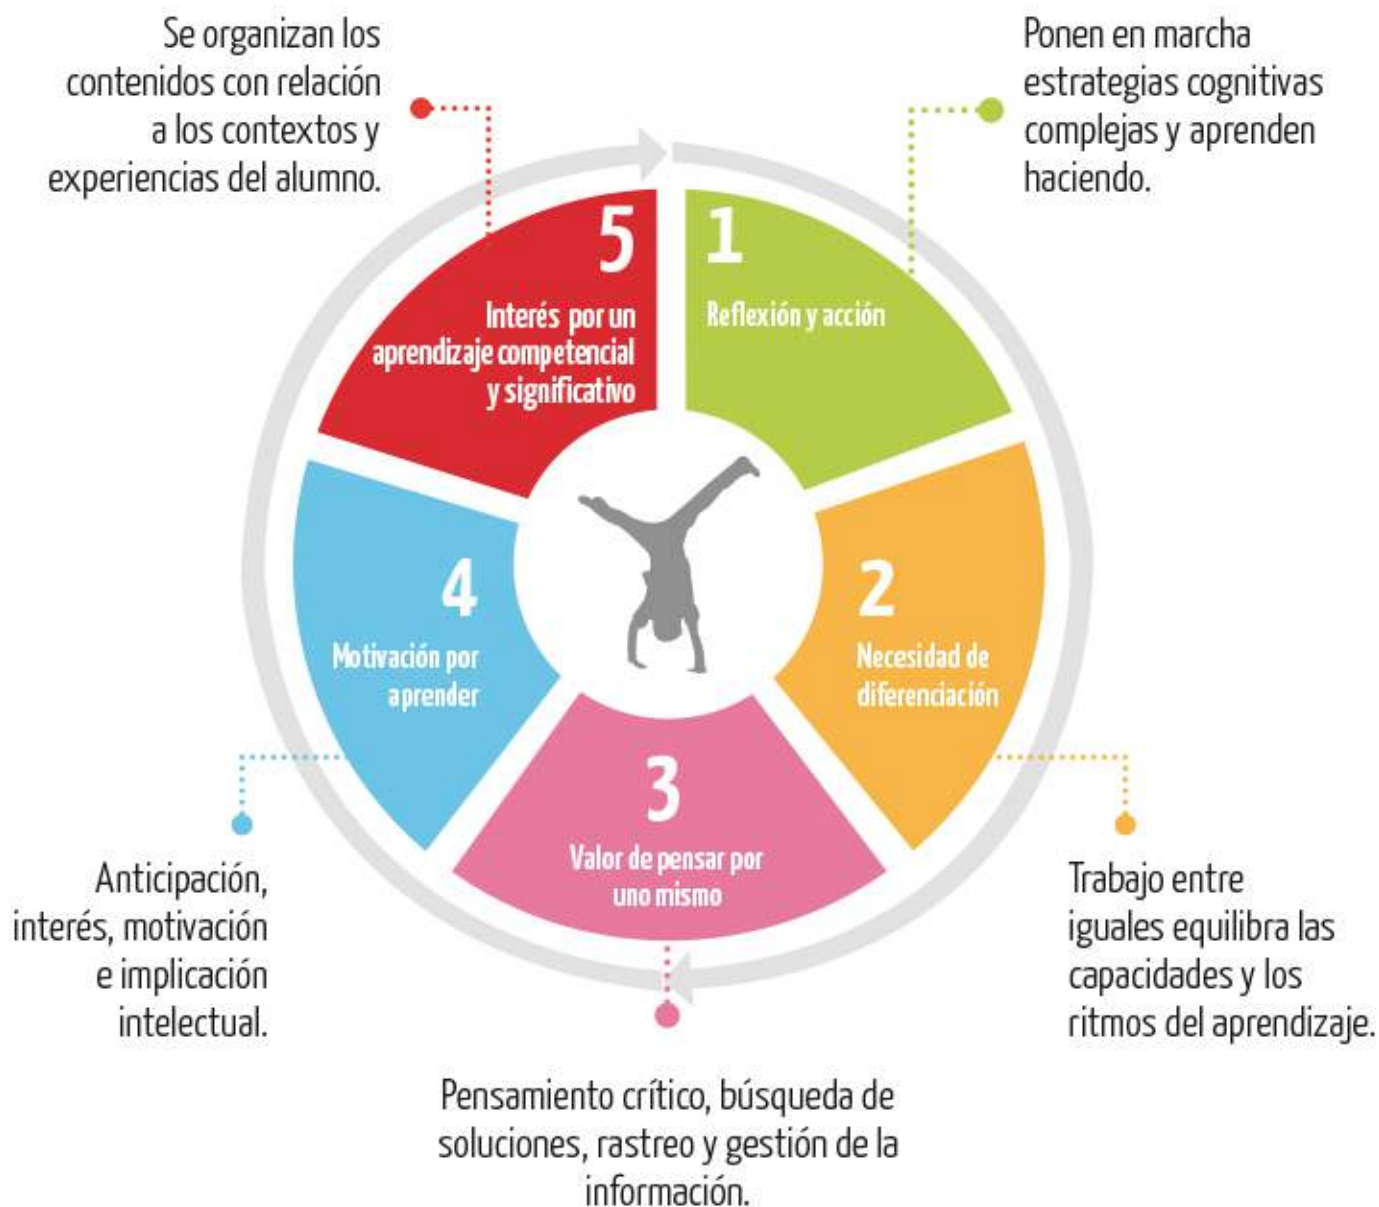 Se organizan los
contenidos con relación
a los contextos y
experiencias del alumno.
Ponen en marcha
estrategias cognitivas
complejas y aprenden
haciendo.
5
Interés por un
aprendizaje competencial
y significativo
1
Reflexión y acción
4
Motivación por
aprender
2
Necesidad de
diferenciación
3
Valor de pensar por
uno mismo
Anticipación,
interés, motivación
e implicación
intelectual.
Trabajo entre
iguales equilibra las
capacidades y los
ritmos del aprendizaje.
Pensamiento crítico, búsqueda de
soluciones, rastreo y gestión de la
información.